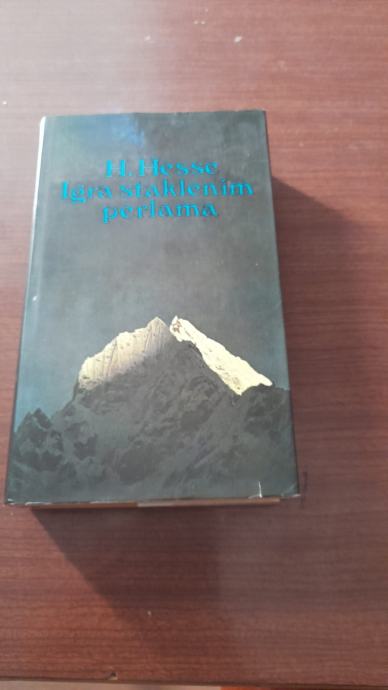 H. Hesse
Igra staklenim
perlama